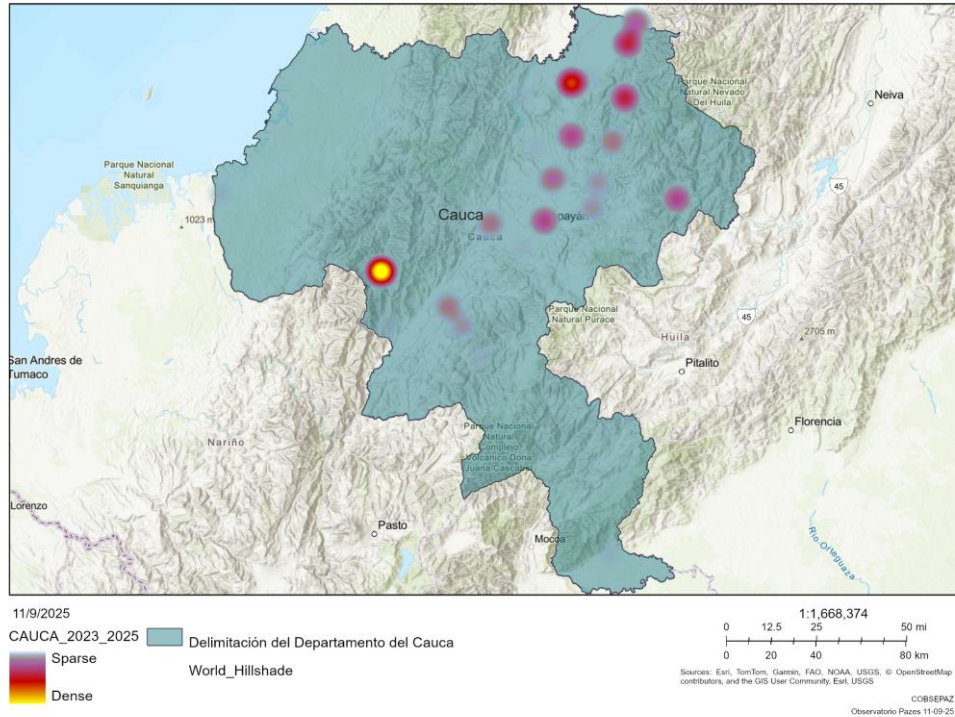 Parque Nacional
Natural Nevado
Del Huila
Neiva
Parque Nacional
Natural
Sanquianga
45
1023 m
Cauca
payán
Cauca
Parque Nacional
Natural Purace
45
Huila
2705 m
San Andres de
Tumaco
Pitalito
Florencia
Nariño
Parque Nacional
Natural
Complejo
Volcanico Dona
Juana Cascabel
Lorenzo
Pasto
Mocoa
Rio Orteguaza
11/9/2025
CAUCA_2023_2025
Sparse
Dense
Delimitación del Departamento del Cauca
World_Hillshade
1:1,668,374
0 12.5 25 50 mi
0 20 40 80 km
Sources: Esri, TomTom, Garmin, FAO, NOAA, USGS, © OpenStreetMap
contributors, and the GIS User Community, Esri, USGS
COBSEPAZ
Observatorio Pazes 11-09-25